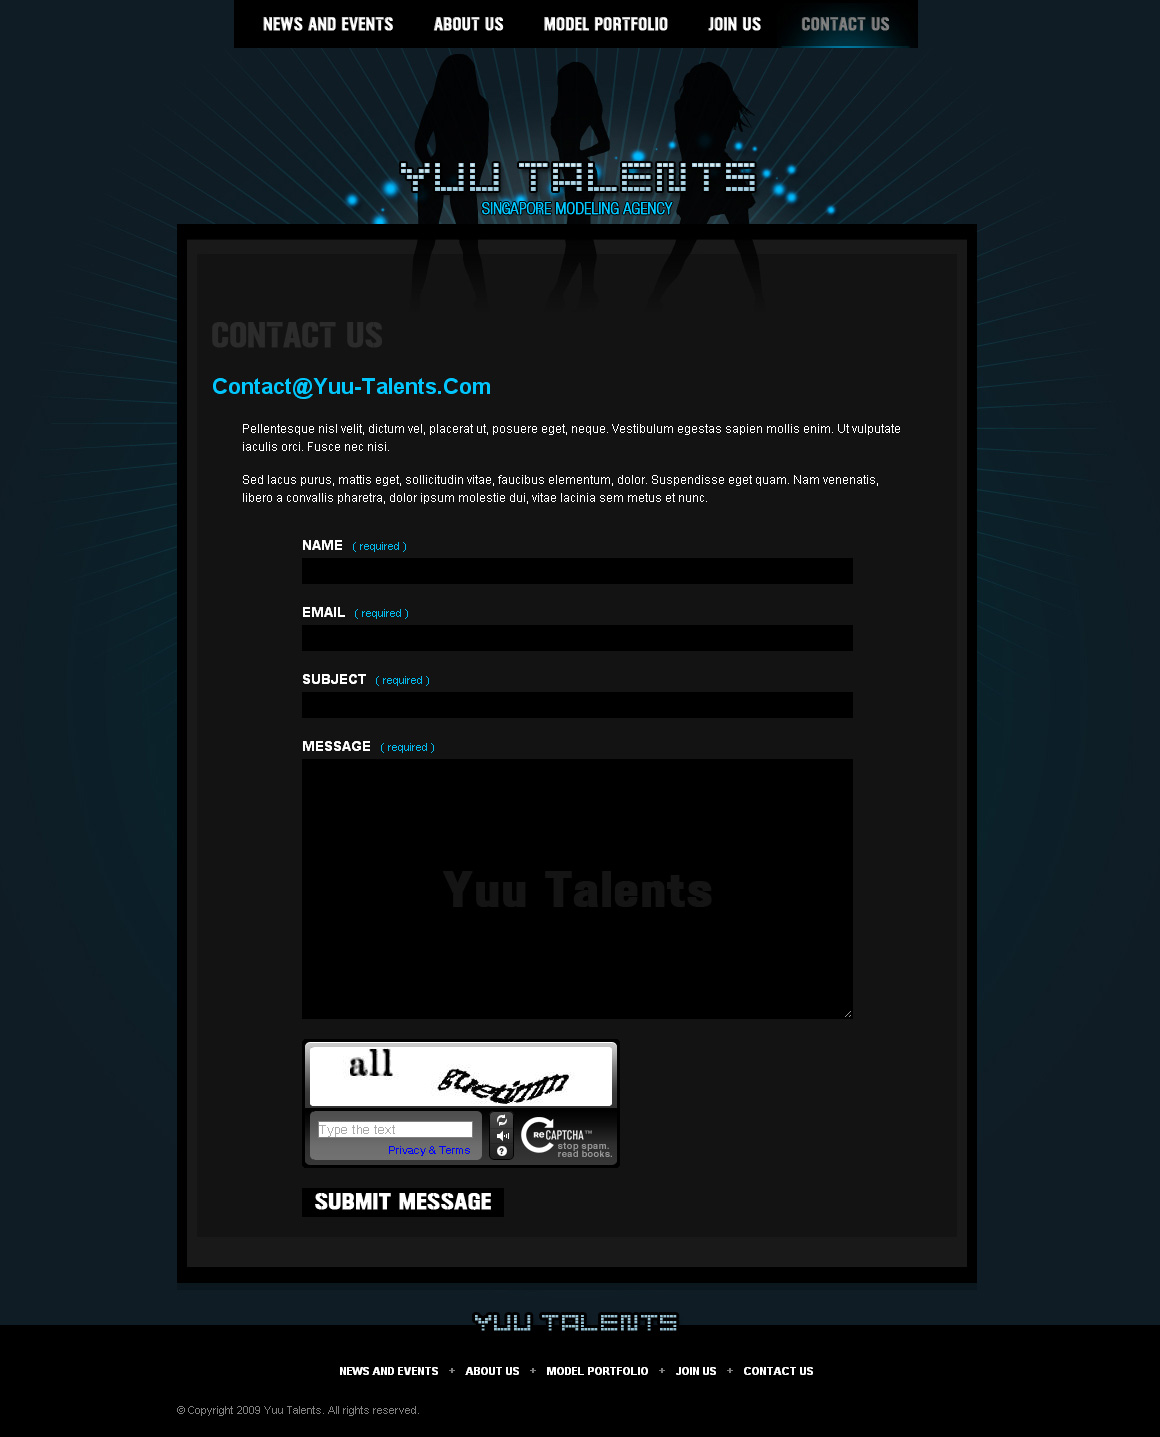 NEWS AND EVENTS ABOUT US MODEL PORTFOLIO JOIN US CONTACT US
YUU TALENTS
SINGAPORE MODELING AGENCY
CONTACT US
Contact@Yuu-Talents.Com
Pellentesque nisl velit, dictum vel, placerat ut, posuere eget, neque. Vestibulum egestas sapien mollis enim. Ut vulputate
iaculis orci. Fusce nec nisi.
Sed lacus purus, mattis eget, sollicitudin vitae, faucibus elementum, dolor. Suspendisse eget quam. Nam venenatis,
libero a convallis pharetra, dolor ipsum molestie dui, vitae lacinia sem metus et nunc.
NAME ( required )
EMAIL ( required )
SUBJECT ( required )
MESSAGE ( required )
Yuu Talents
all
Type the text
Privacy & Terms
reCAPTCHA™
stop spam.
read books.
SUBMIT MESSAGE
YUU TALENTS
NEWS AND EVENTS + ABOUT US + MODEL PORTFOLIO + JOIN US + CONTACT US
© Copyright 2009 Yuu Talents. All rights reserved.